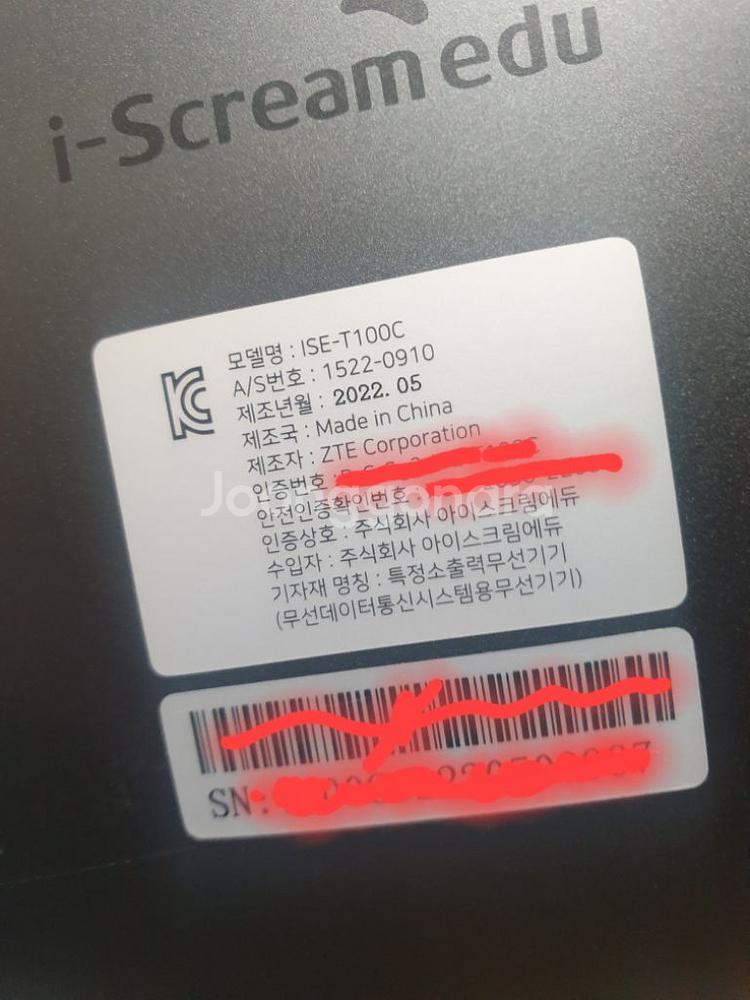 i-Scream edu
모델명 : ISE-T100C
A/S번호 : 1522-0910
제조년월 : 2022. 05
제조국 : Made in China
제조자 : ZTE Corporation
인증번호 :
안전인증확인번호 :
인증상호 : 주식회사 아이스크림에듀
수입자 : 주식회사 아이스크림에듀
기자재 명칭 : 특정소출력무선기기
(무선데이터통신시스템용무선기기)
Joonggonara
SN: